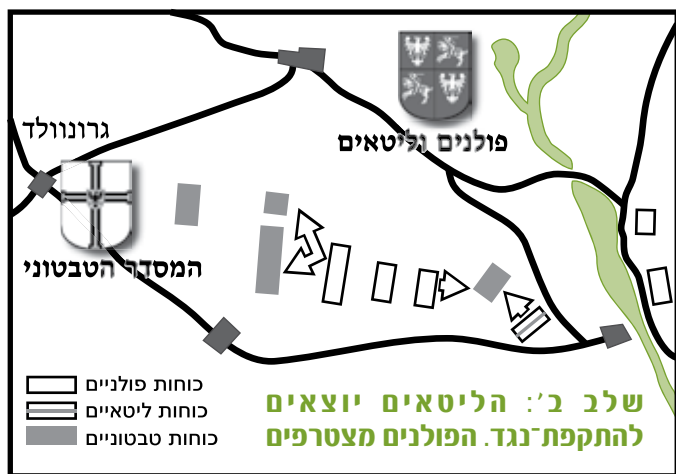 גרונוולד
פולנים וליטאים
המסדר הטבטוני
כוחות פולניים
כוחות ליטאיים
כוחות טבטוניים
שלב ב': הליטאים יוצאים
להתקפת־נגד. הפולנים מצטרפים